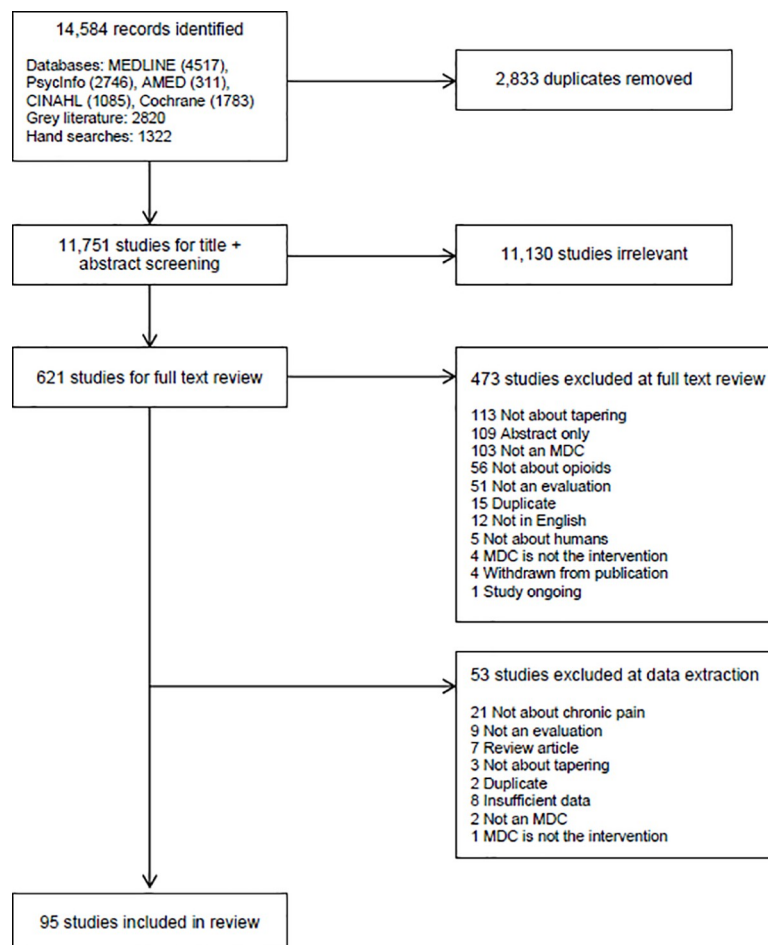 14,584 records identified
Databases: MEDLINE (4517),
PsycInfo (2746), AMED (311),
CINAHL (1085), Cochrane (1783)
Grey literature: 2820
Hand searches: 1322
2,833 duplicates removed
11,751 studies for title +
abstract screening
11,130 studies irrelevant
621 studies for full text review
473 studies excluded at full text review
113 Not about tapering
109 Abstract only
103 Not an MDC
56 Not about opioids
51 Not an evaluation
15 Duplicate
12 Not in English
5 Not about humans
4 MDC is not the intervention
4 Withdrawn from publication
1 Study ongoing
53 studies excluded at data extraction
21 Not about chronic pain
9 Not an evaluation
7 Review article
3 Not about tapering
2 Duplicate
8 Insufficient data
2 Not an MDC
1 MDC is not the intervention
95 studies included in review